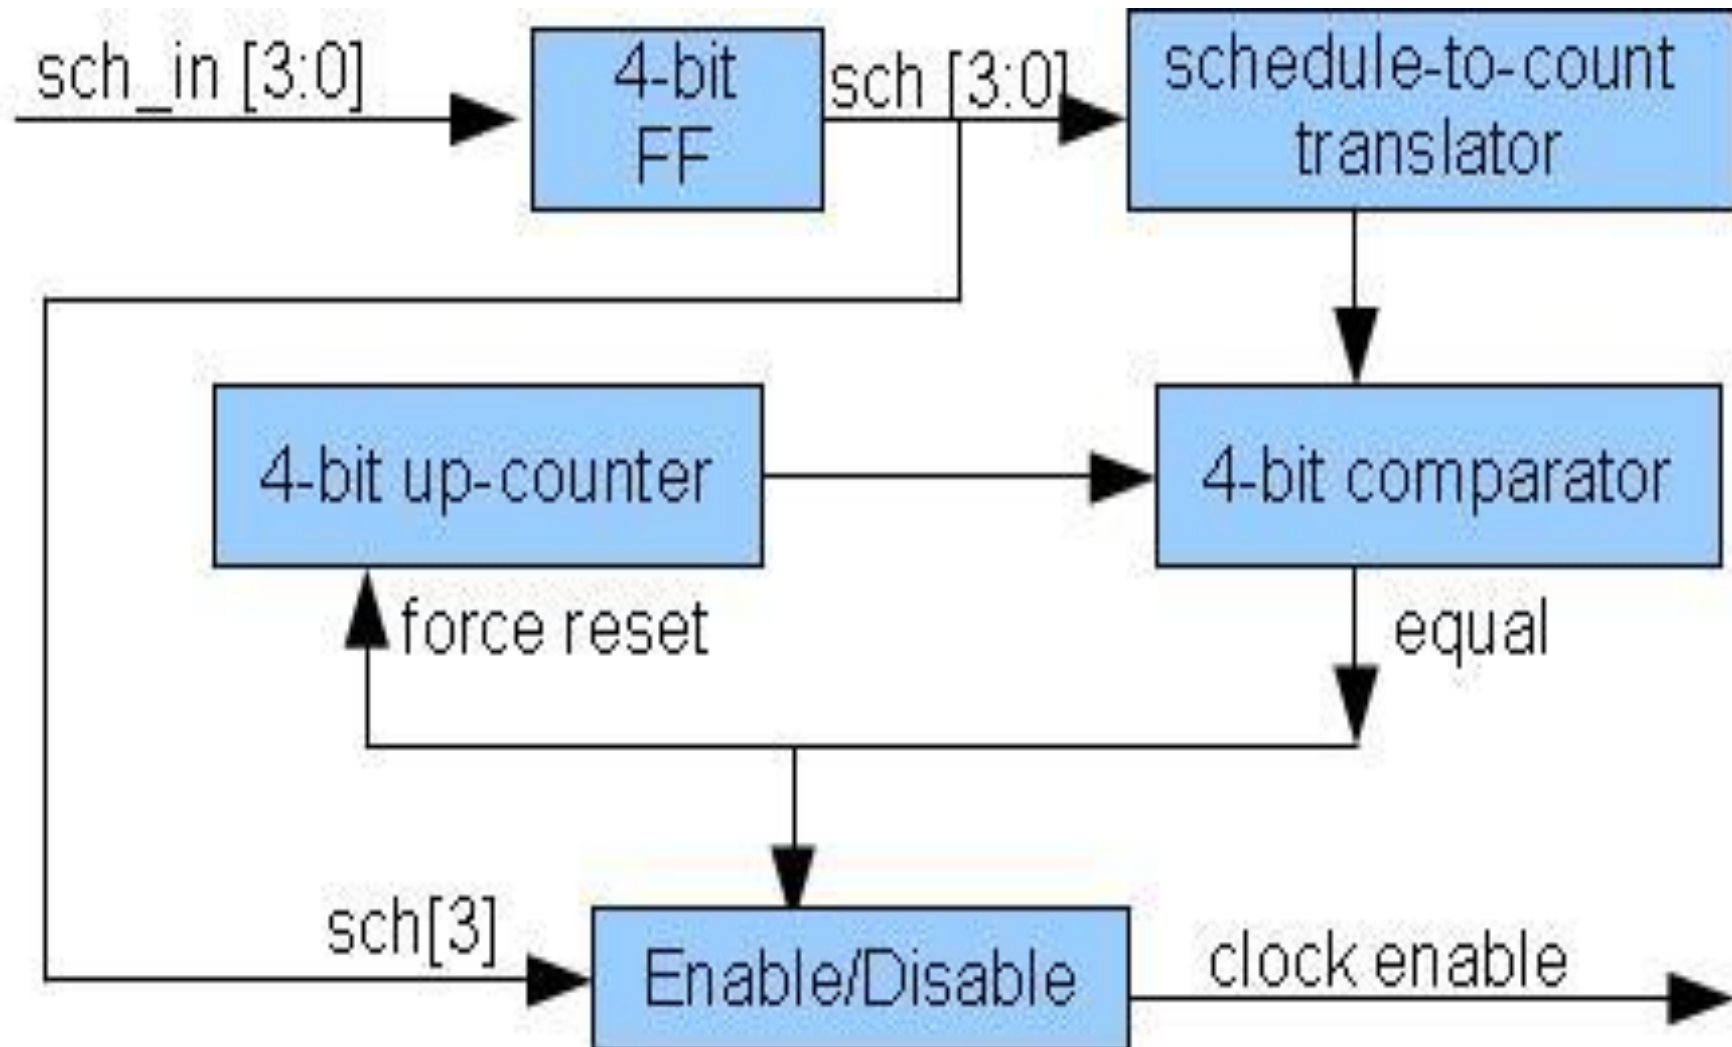 sch_in [3:0]
4-bit
FF
sch [3:0]
schedule-to-count
translator
4-bit up-counter
4-bit comparator
force reset
equal
sch[3]
Enable/Disable
clock enable